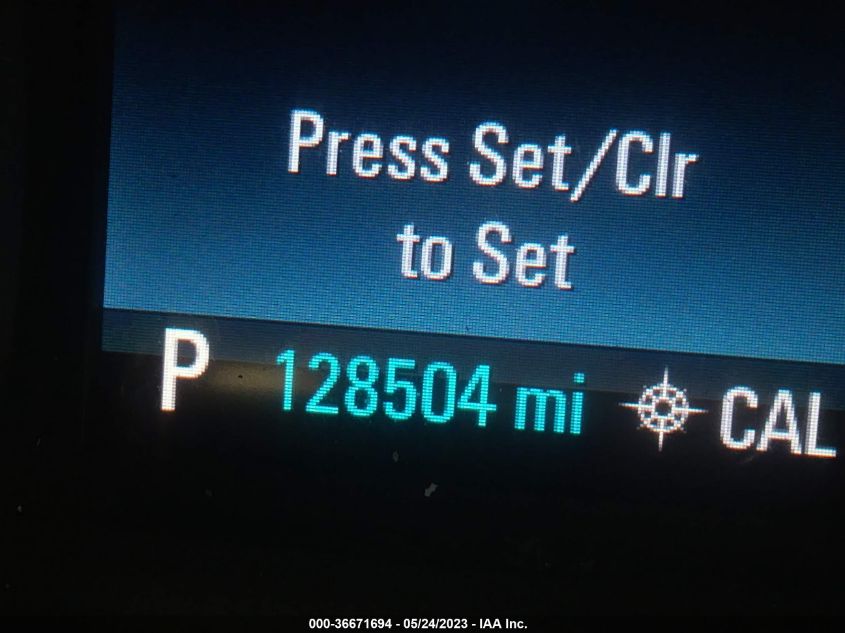 Press Set/Clr
to Set
P 128504 mi CAL
000-36671694 - 05/24/2023 - IAA Inc.